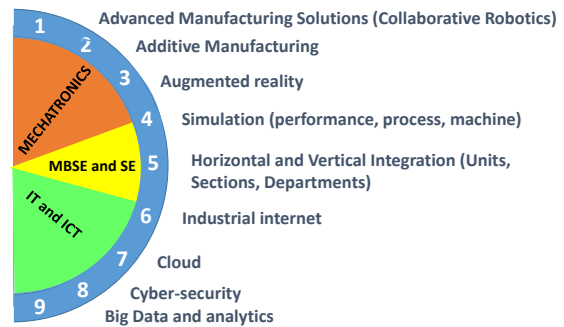 1 Advanced Manufacturing Solutions (Collaborative Robotics)
2 Additive Manufacturing
3 Augmented reality
4 Simulation (performance, process, machine)
5 Horizontal and Vertical Integration (Units,
Sections, Departments)
6 Industrial internet
7 Cloud
8 Cyber-security
9 Big Data and analytics
MECHATRONICS
MBSE and SE
IT and ICT